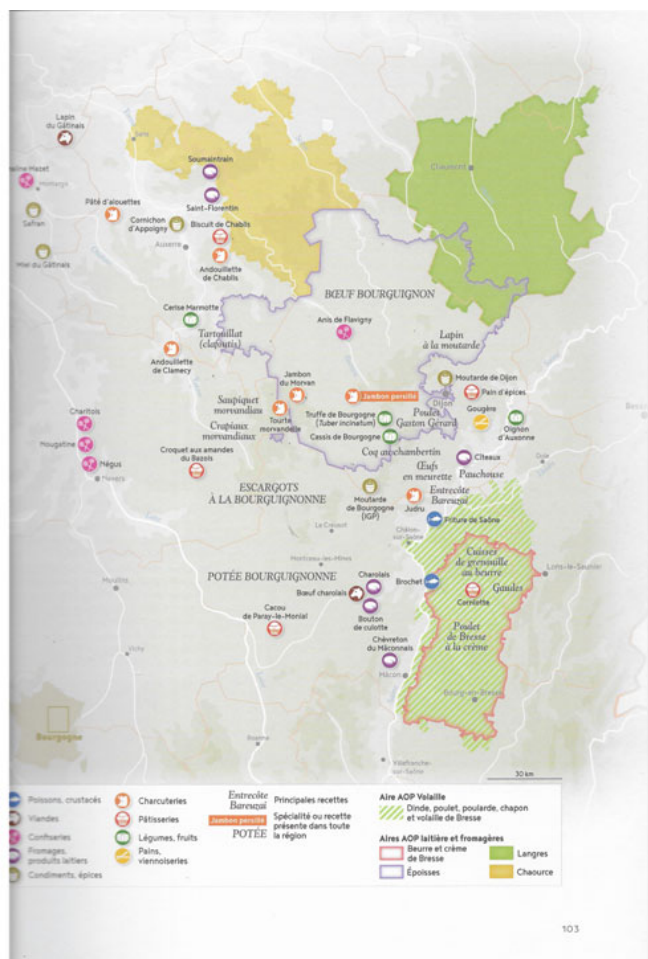 Lapin
du Gâtinais
Sens
Soumaintrain
Saint-Florentin
Chaumont
Pâté d'alouettes
Cornichon
d'Appoigny
Biscuit de Chablis
Safran
Auxerre
Miel du Gâtinais
Andouillette
de Chablis
BŒUF BOURGUIGNON
Cerise Marmotte
Anis de Flavigny
Tartouillat
(clafoutis)
Lapin
à la moutarde
Andouillette
de Clamecy
Jambon
du Morvan
Moutarde de Dijon
Pain d'épices
Dijon
Jambon persillé
Saupiquet
morvandiau
Tourte
morvandelle
Truffe de Bourgogne
(Tuber incinatum)
Poulet
Gaston Gérard
Gougère
Oignon
d'Auxonne
Charitois
Crapiaux
morvandiaux
Cassis de Bourgogne
Nougatine
Croquet aux amandes
du Bazois
Coq au chambertin
Cîteaux
Dole
Négus
Nevers
Œufs
en meurette
Pauchouse
ESCARGOTS
À LA BOURGUIGNONNE
Moutarde
de Bourgogne
(IGP)
Judru
Entrecôte
Bareuzai
Friture de Saône
Le Creusot
Chalon-
sur-Saône
Montceau-les-Mines
Cuisses
de grenouille
au beurre
Lons-le-Saunier
POTÉE BOURGUIGNONNE
Charolais
Brochet
Gaudes
Moulins
Bœuf charolais
Corniotte
Cacou
de Paray-le-Monial
Bouton
de culotte
Poulet
de Bresse
à la crème
Chèvreton
du Mâconnais
Vichy
Mâcon
Bourg-en-Bresse
Bourgogne
Roanne
Villefranche-
sur-Saône
30 km
Poissons, crustacés
Viandes
Confiseries
Fromages,
produits laitiers
Condiments, épices
Charcuteries
Pâtisseries
Légumes, fruits
Pains,
viennoiseries
Entrecôte
Bareuzai
Principales recettes
Jambon persillé
POTÉE
Spécialité ou recette
présente dans toute
la région
Aire AOP Volaille
Dinde, poulet, poularde, chapon
et volaille de Bresse
Aires AOP laitière et fromagères
Beurre et crème
de Bresse
Époisses
Langres
Chaource
103